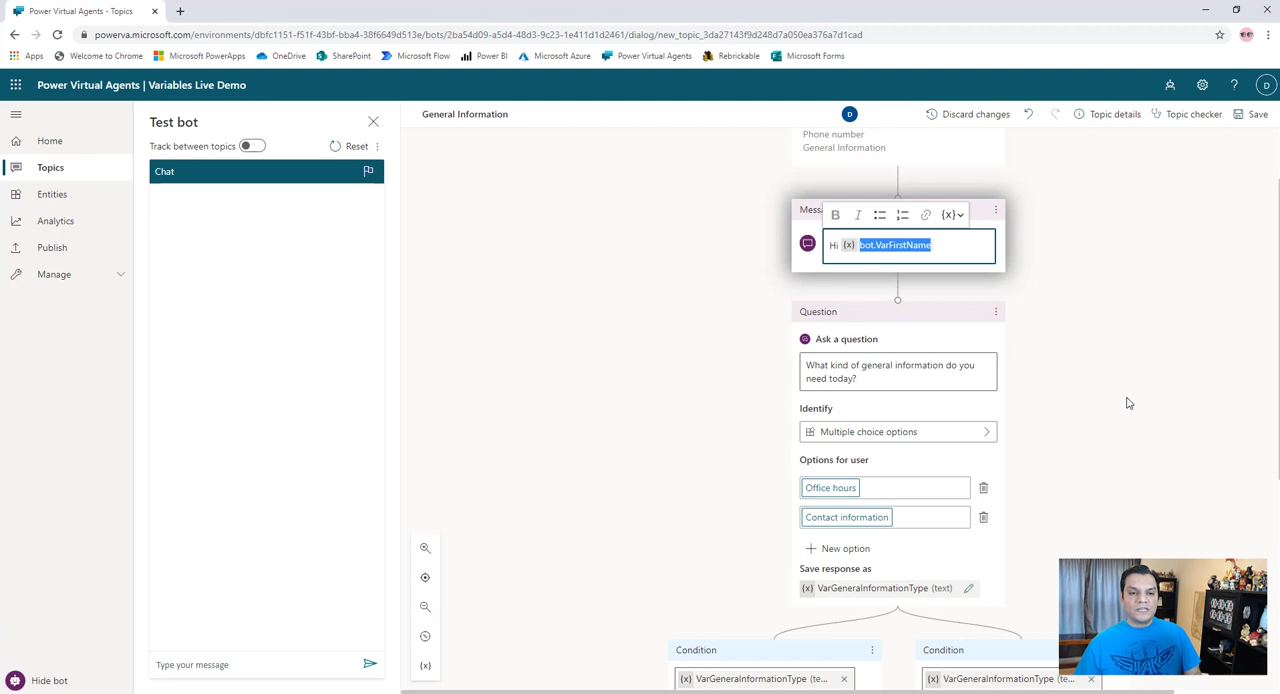 Power Virtual Agents - Topics
powerva.microsoft.com/environments/dbfc1151-f51f-43bf-bba4-38f6649d513e/bots/2ba54d09-a5d4-48d3-9c23-1e411d1d2461/dialog/new_topic_3da27143f9d248d7a050ea376a7d1cad
Apps Welcome to Chrome Microsoft PowerApps OneDrive SharePoint Microsoft Flow Power BI Microsoft Azure Power Virtual Agents Rebrickable Microsoft Forms
Power Virtual Agents | Variables Live Demo
D
Test bot
General Information
D
Discard changes
Topic details
Topic checker
Save
Home
Topics
Entities
Analytics
Publish
Manage
Track between topics
Reset
Chat
Phone number
General Information
Messa
B I {x}
Hi {x} bot.VarFirstName
Question
Ask a question
What kind of general information do you
need today?
Identify
Multiple choice options
Options for user
Office hours
Contact information
New option
Save response as
{x} VarGeneralnformationType (text)
Condition
Condition
{x} VarGeneralnformationType (te...
{x} VarGeneralnformationType (te...
{x}
Type your message
Hide bot